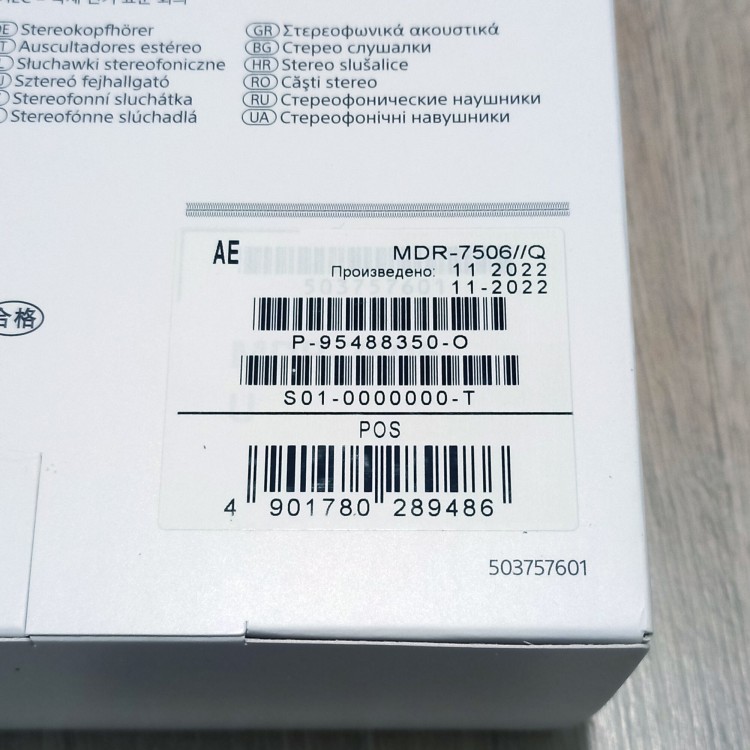 Stereokopfhörer
Auscultadores estéreo
Słuchawki stereofoniczne
Sztereó fejhallgató
Stereofonní sluchátka
Stereofónne slúchadlá
GR Στερεοφωνικά ακουστικά
BG Стерео слушалки
HR Stereo slušalice
RO Căşti stereo
RU Стереофонические наушники
UA Стереофонічні навушники
AE
MDR-7506//Q
Произведено: 11 2022
11-2022
503757601
P-95488350-O
S01-0000000-T
POS
4 901780 289486
合格
503757601